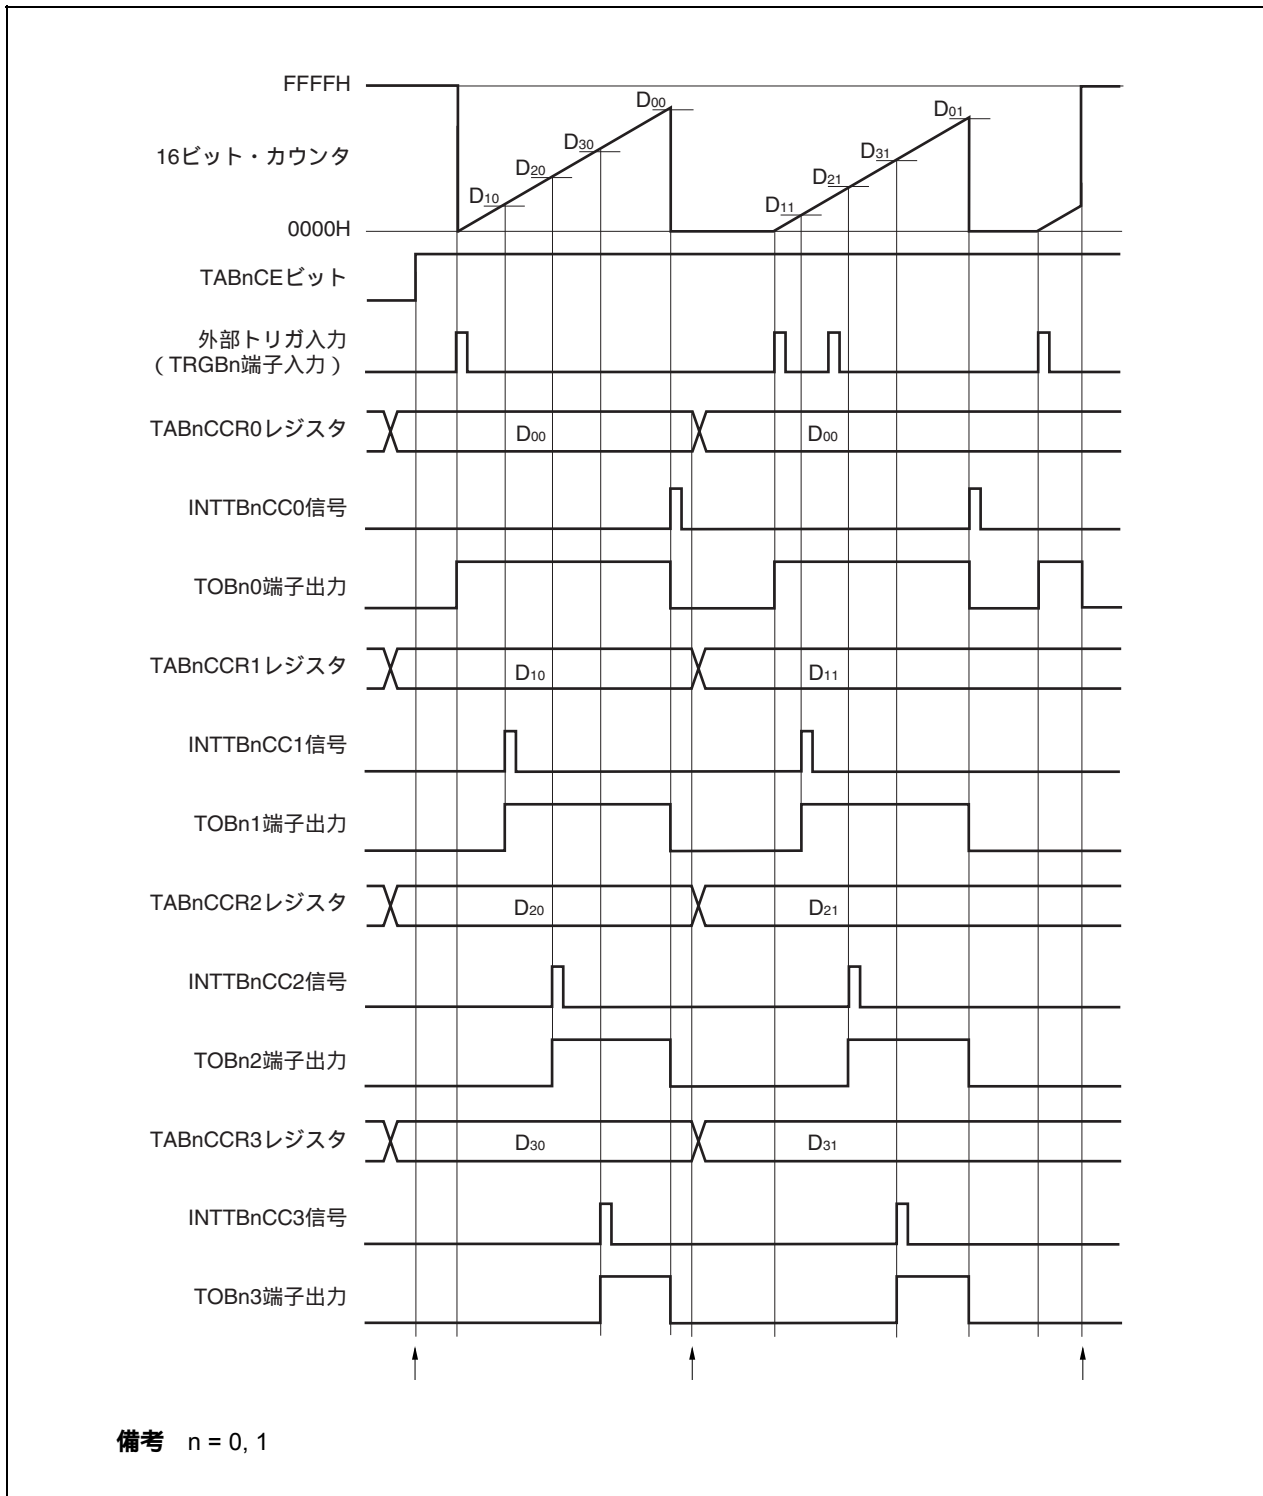 FFFFH
D00
D01
D30
D31
16ビット・カウンタ
D20
D21
D10
D11
0000H
TABnCEビット
外部トリガ入力
（TRGBn端子入力）
TABnCCR0レジスタ
D00
D00
INTTBnCC0信号
TOBn0端子出力
TABnCCR1レジスタ
D10
D11
INTTBnCC1信号
TOBn1端子出力
TABnCCR2レジスタ
D20
D21
INTTBnCC2信号
TOBn2端子出力
TABnCCR3レジスタ
D30
D31
INTTBnCC3信号
TOBn3端子出力
備考 n = 0, 1